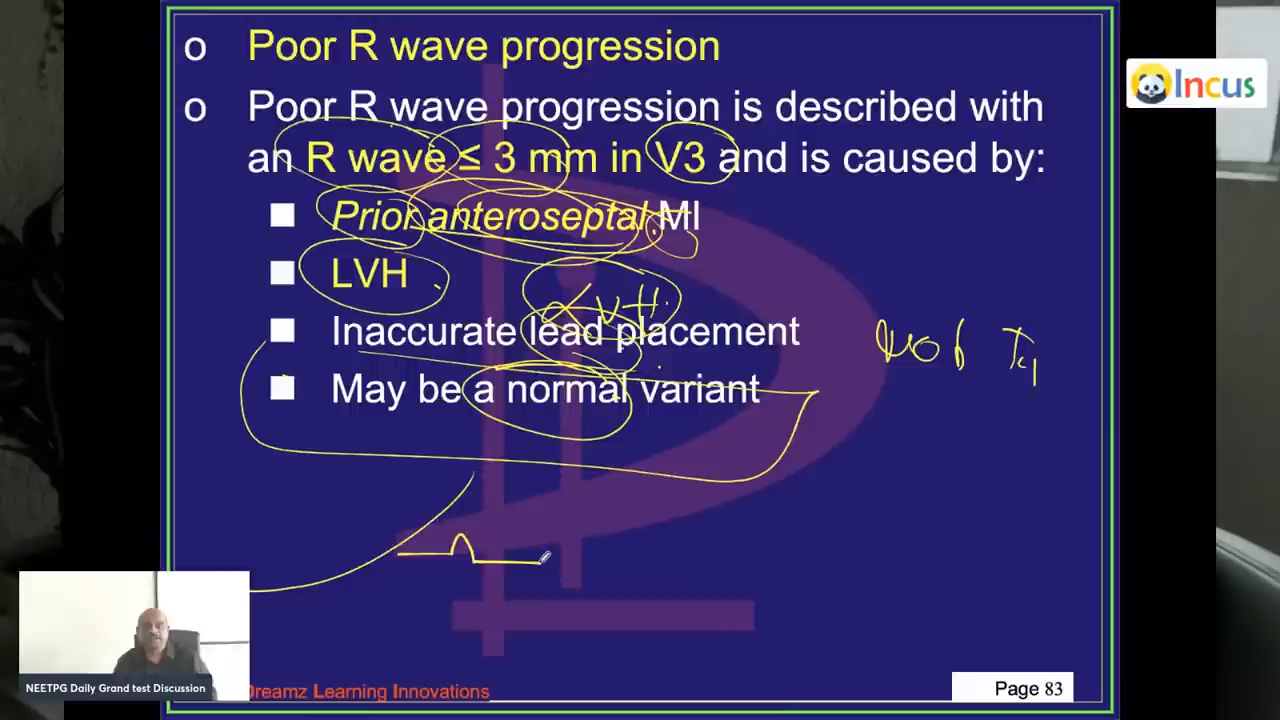 o Poor R wave progression
o Poor R wave progression is described with
an R wave ≤ 3 mm in V3 and is caused by:
■ Prior anteroseptal MI
■ LVH
■ Inaccurate lead placement
■ May be a normal variant
Incus
NEETPG Daily Grand test Discussion
Dreamz Learning Innovations
Page 83